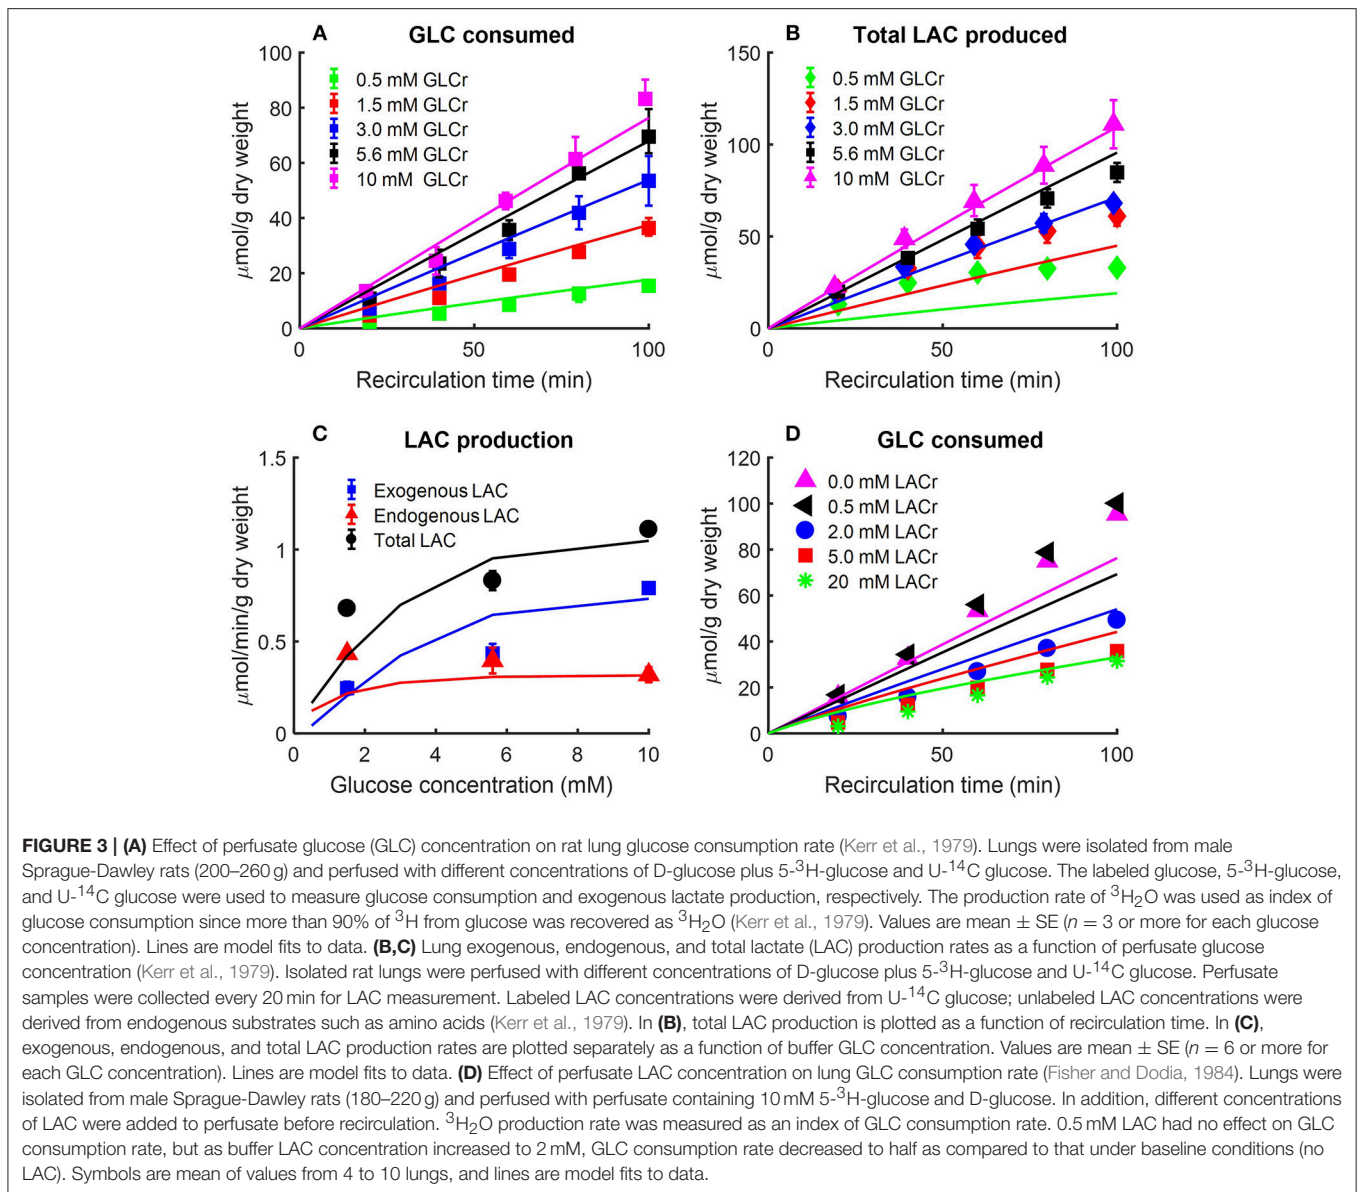 A
GLC consumed
100
80
60
40
20
0
μmol/g dry weight
0.5 mM GLCr
1.5 mM GLCr
3.0 mM GLCr
5.6 mM GLCr
10 mM GLCr
0
50
100
Recirculation time (min)
B
Total LAC produced
150
100
50
0
μmol/g dry weight
0.5 mM GLCr
1.5 mM GLCr
3.0 mM GLCr
5.6 mM GLCr
10 mM GLCr
0
50
100
Recirculation time (min)
C
LAC production
1.5
1
0.5
0
μmol/min/g dry weight
Exogenous LAC
Endogenous LAC
Total LAC
0
2
4
6
8
10
Glucose concentration (mM)
D
GLC consumed
120
100
80
60
40
20
0
μmol/g dry weight
0.0 mM LACr
0.5 mM LACr
2.0 mM LACr
5.0 mM LACr
20 mM LACr
0
50
100
Recirculation time (min)
FIGURE 3 | (A) Effect of perfusate glucose (GLC) concentration on rat lung glucose consumption rate (Kerr et al., 1979). Lungs were isolated from male
Sprague-Dawley rats (200–260 g) and perfused with different concentrations of D-glucose plus 5-³H-glucose and U-¹⁴C glucose. The labeled glucose, 5-³H-glucose,
and U-¹⁴C glucose were used to measure glucose consumption and exogenous lactate production, respectively. The production rate of ³H₂O was used as index of
glucose consumption since more than 90% of ³H from glucose was recovered as ³H₂O (Kerr et al., 1979). Values are mean ± SE (n = 3 or more for each glucose
concentration). Lines are model fits to data. (B,C) Lung exogenous, endogenous, and total lactate (LAC) production rates as a function of perfusate glucose
concentration (Kerr et al., 1979). Isolated rat lungs were perfused with different concentrations of D-glucose plus 5-³H-glucose and U-¹⁴C glucose. Perfusate
samples were collected every 20 min for LAC measurement. Labeled LAC concentrations were derived from U-¹⁴C glucose; unlabeled LAC concentrations were
derived from endogenous substrates such as amino acids (Kerr et al., 1979). In (B), total LAC production is plotted as a function of recirculation time. In (C),
exogenous, endogenous, and total LAC production rates are plotted separately as a function of buffer GLC concentration. Values are mean ± SE (n = 6 or more for
each GLC concentration). Lines are model fits to data. (D) Effect of perfusate LAC concentration on lung GLC consumption rate (Fisher and Dodia, 1984). Lungs were
isolated from male Sprague-Dawley rats (180–220 g) and perfused with perfusate containing 10 mM 5-³H-glucose and D-glucose. In addition, different concentrations
of LAC were added to perfusate before recirculation. ³H₂O production rate was measured as an index of GLC consumption rate. 0.5 mM LAC had no effect on GLC
consumption rate, but as buffer LAC concentration increased to 2 mM, GLC consumption rate decreased to half as compared to that under baseline conditions (no
LAC). Symbols are mean of values from 4 to 10 lungs, and lines are model fits to data.